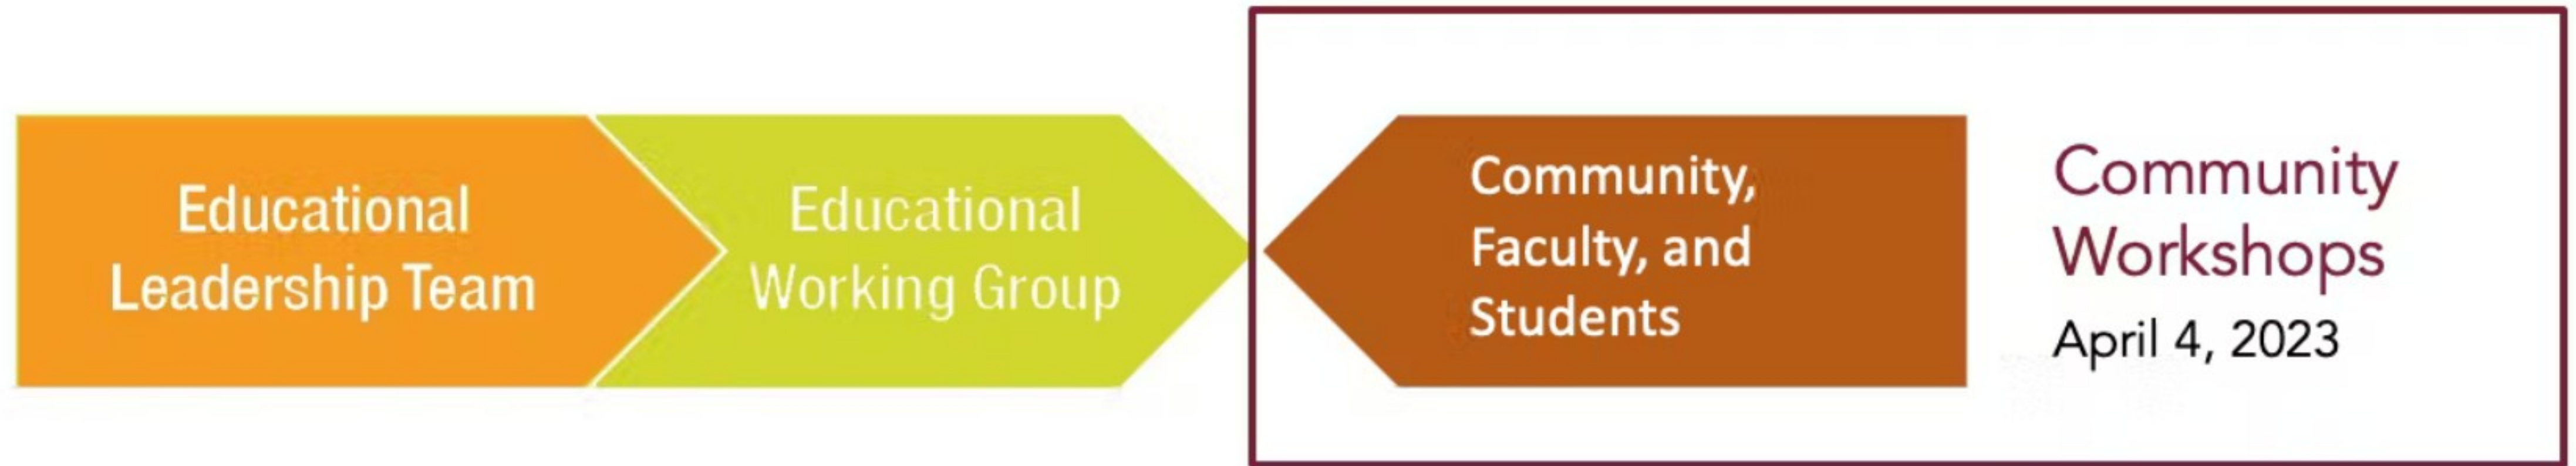 Educational
Leadership Team
Educational
Working Group
Community,
Faculty, and
Students
Community
Workshops
April 4, 2023